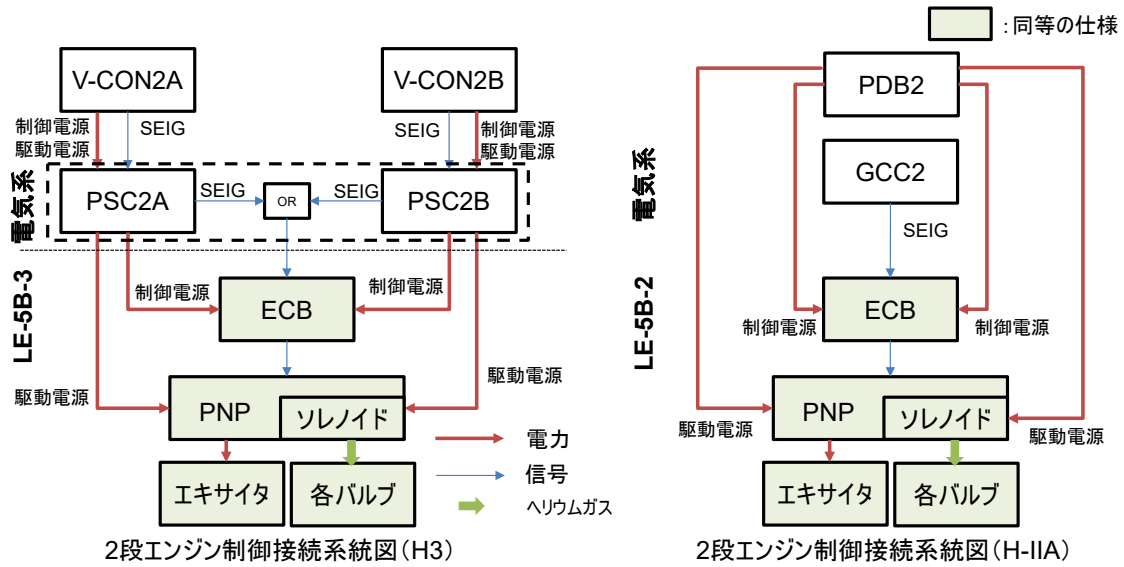 :同等の仕様
V-CON2A
V-CON2B
制御電源
駆動電源
SEIG
SEIG
制御電源
駆動電源
電気系
PSC2A
SEIG
OR
SEIG
PSC2B
LE-5B-3
制御電源
ECB
制御電源
駆動電源
PNP
ソレノイド
駆動電源
エキサイタ
各バルブ
電力
信号
ヘリウムガス
2段エンジン制御接続系統図(H3)
PDB2
電気系
GCC2
SEIG
LE-5B-2
ECB
制御電源
制御電源
PNP
ソレノイド
駆動電源
駆動電源
エキサイタ
各バルブ
2段エンジン制御接続系統図(H-IIA)